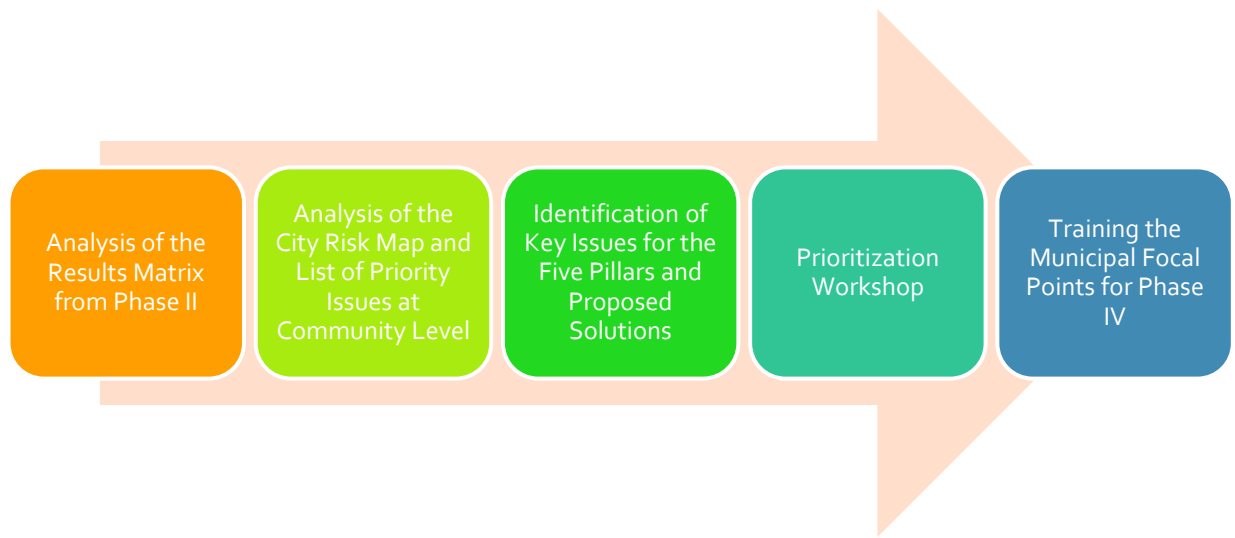 Analysis of the
Results Matrix
from Phase II
Analysis of the
City Risk Map and
List of Priority
Issues at
Community Level
Identification of
Key Issues for the
Five Pillars and
Proposed
Solutions
Prioritization
Workshop
Training the
Municipal Focal
Points for Phase
IV